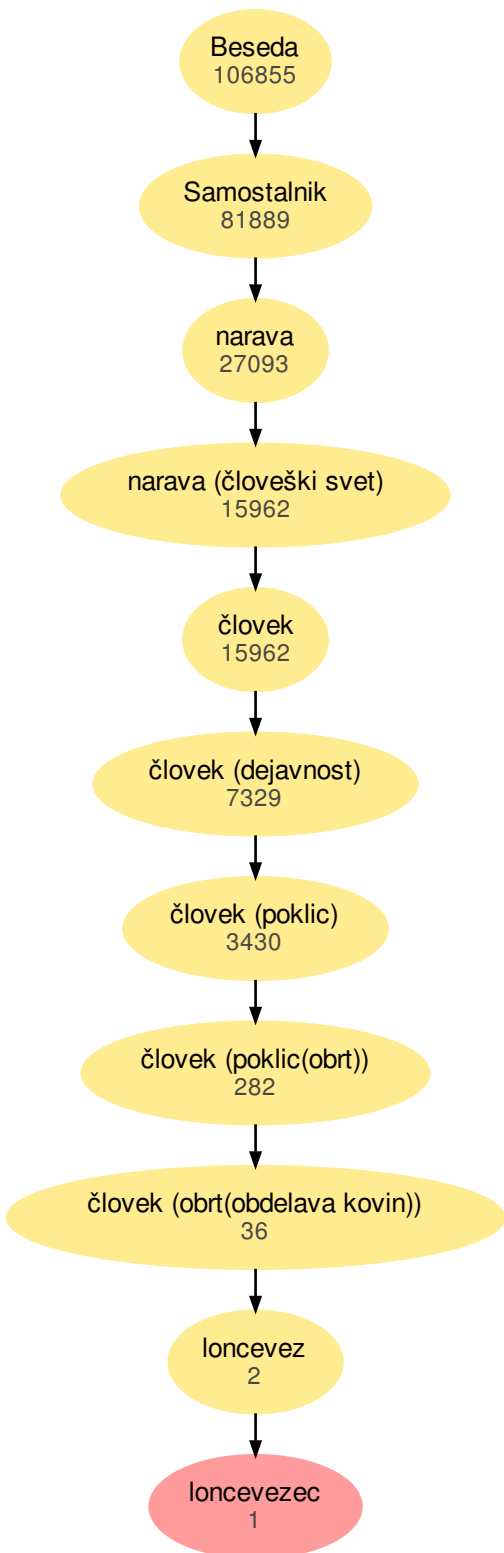 Beseda
106855
Samostalnik
81889
narava
27093
narava (človeški svet)
15962
človek
15962
človek (dejavnost)
7329
človek (poklic)
3430
človek (poklic(obrt))
282
človek (obrt(obdelava kovin))
36
loncevez
2
loncevezec
1